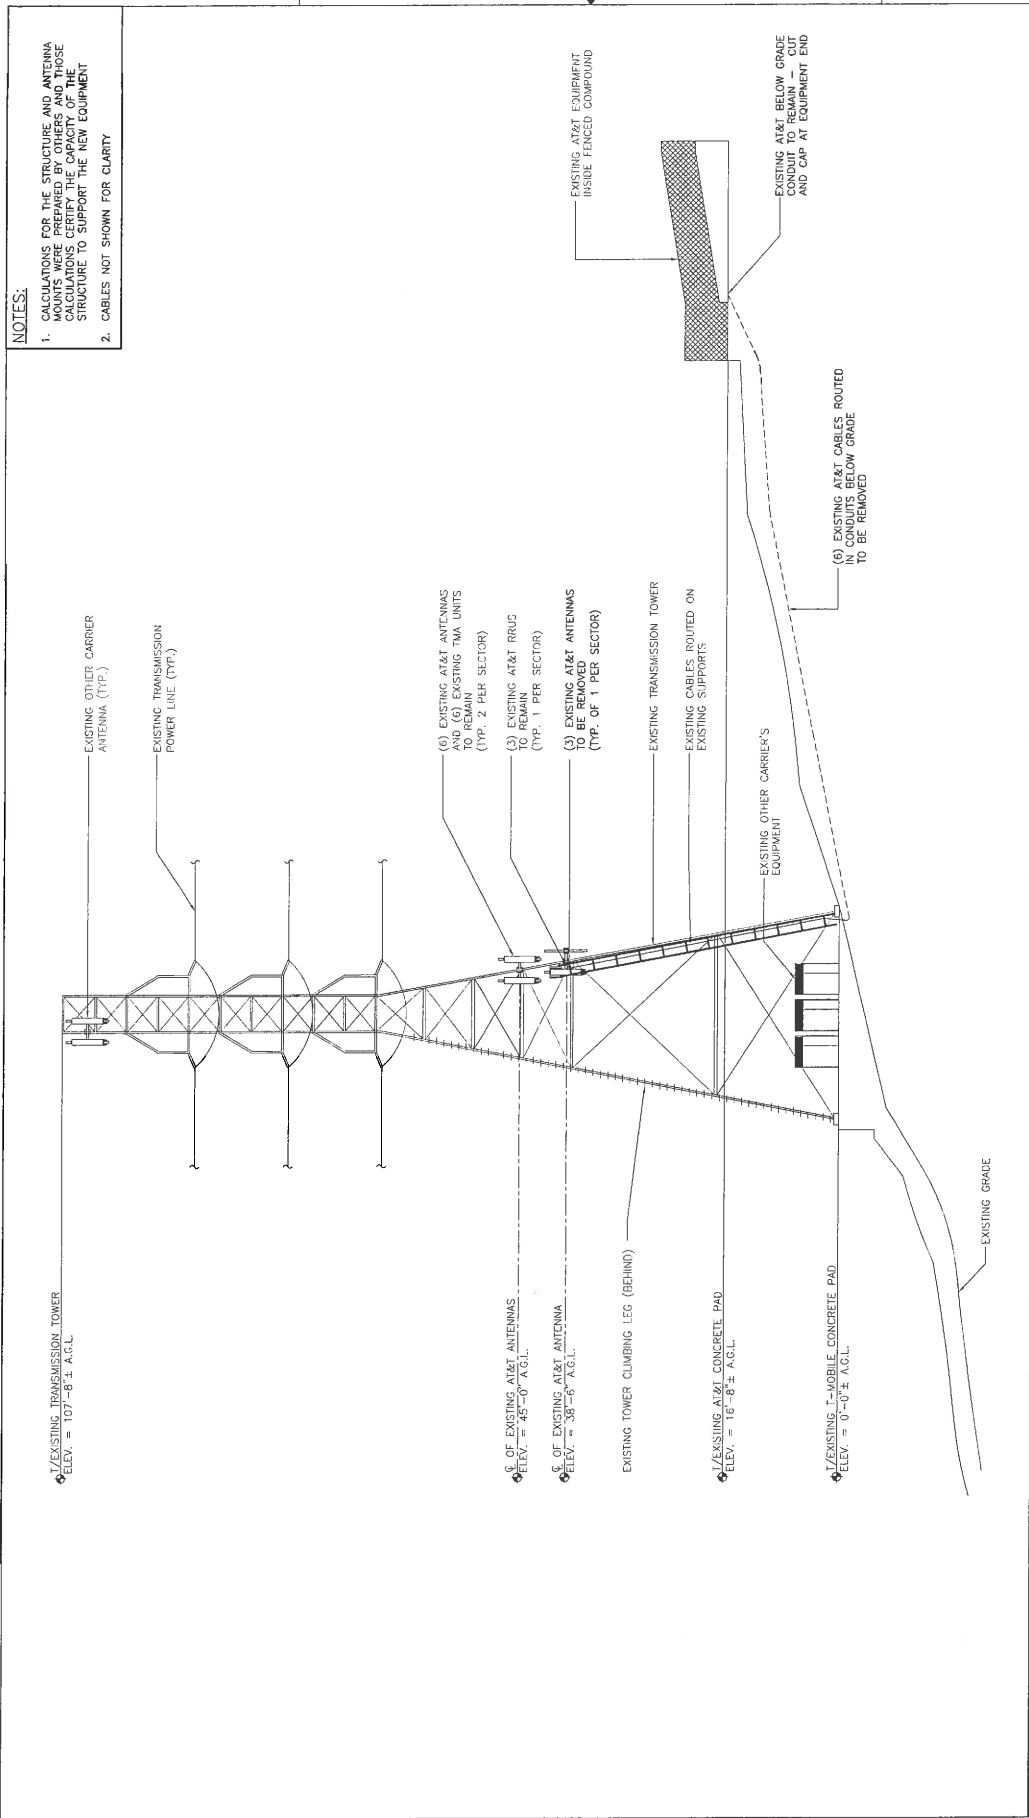 NOTES:
1. CALCULATIONS FOR THE STRUCTURE AND ANTENNA
MOUNTS WERE PREPARED BY OTHERS AND THOSE
CALCULATIONS CERTIFY THE CAPACITY OF THE
STRUCTURE TO SUPPORT THE NEW EQUIPMENT
2. CABLES NOT SHOWN FOR CLARITY
T/EXISTING TRANSMISSION TOWER
ELEV. = 107'-8"± A.G.L.
EXISTING OTHER CARRIER
ANTENNA (TYP.)
EXISTING TRANSMISSION
POWER LINE (TYP.)
(6) EXISTING AT&T ANTENNAS
AND (6) EXISTING TMA UNITS
TO REMAIN
(TYP. 2 PER SECTOR)
(3) EXISTING AT&T RRUS
TO REMAIN
(TYP. 1 PER SECTOR)
(3) EXISTING AT&T ANTENNAS
TO BE REMOVED
(TYP. OF 1 PER SECTOR)
EXISTING TRANSMISSION TOWER
EXISTING CABLES ROUTED ON
EXISTING SUPPORTS
EXISTING OTHER CARRIER'S
EQUIPMENT
EXISTING AT&T EQUIPMENT
INSIDE FENCED COMPOUND
EXISTING AT&T BELOW GRADE
CONDUIT TO REMAIN - CUT
AND CAP AT EQUIPMENT END
(6) EXISTING AT&T CABLES ROUTED
IN CONDUITS BELOW GRADE
TO BE REMOVED
℄ OF EXISTING AT&T ANTENNAS
ELEV. = 45'-0" A.G.L.
℄ OF EXISTING AT&T ANTENNA
ELEV. = 38'-6" A.G.L.
EXISTING TOWER CLIMBING LEG (BEHIND)
T/EXISTING AT&T CONCRETE PAD
ELEV. = 16'-8"± A.G.L.
T/EXISTING T-MOBILE CONCRETE PAD
ELEV. = 0'-0"± A.G.L.
EXISTING GRADE